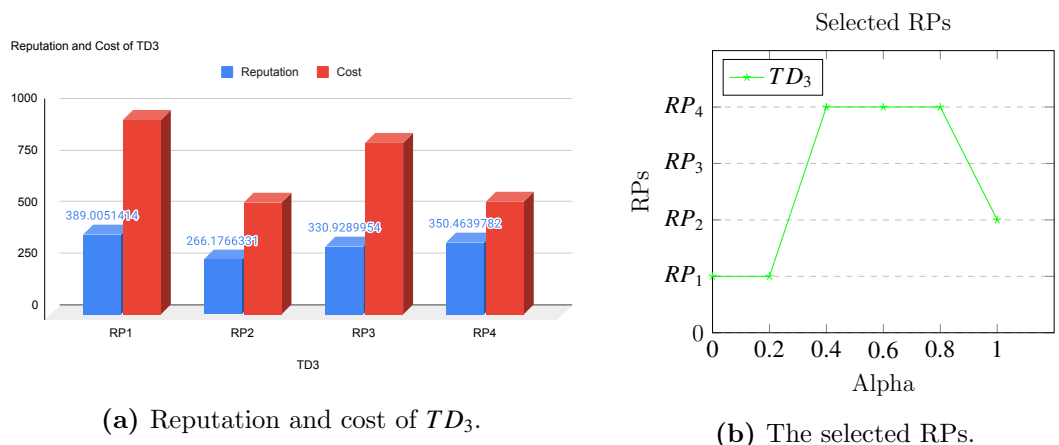 Reputation and Cost of TD3
Reputation Cost
1000
750
500
250
0
389.0051414
266.1766331
330.9289954
350.4639782
RP1 RP2 RP3 RP4
TD3
(a) Reputation and cost of TD3.
Selected RPs
TD3
RPs
RP4
RP3
RP2
RP1
0
0 0.2 0.4 0.6 0.8 1
Alpha
(b) The selected RPs.